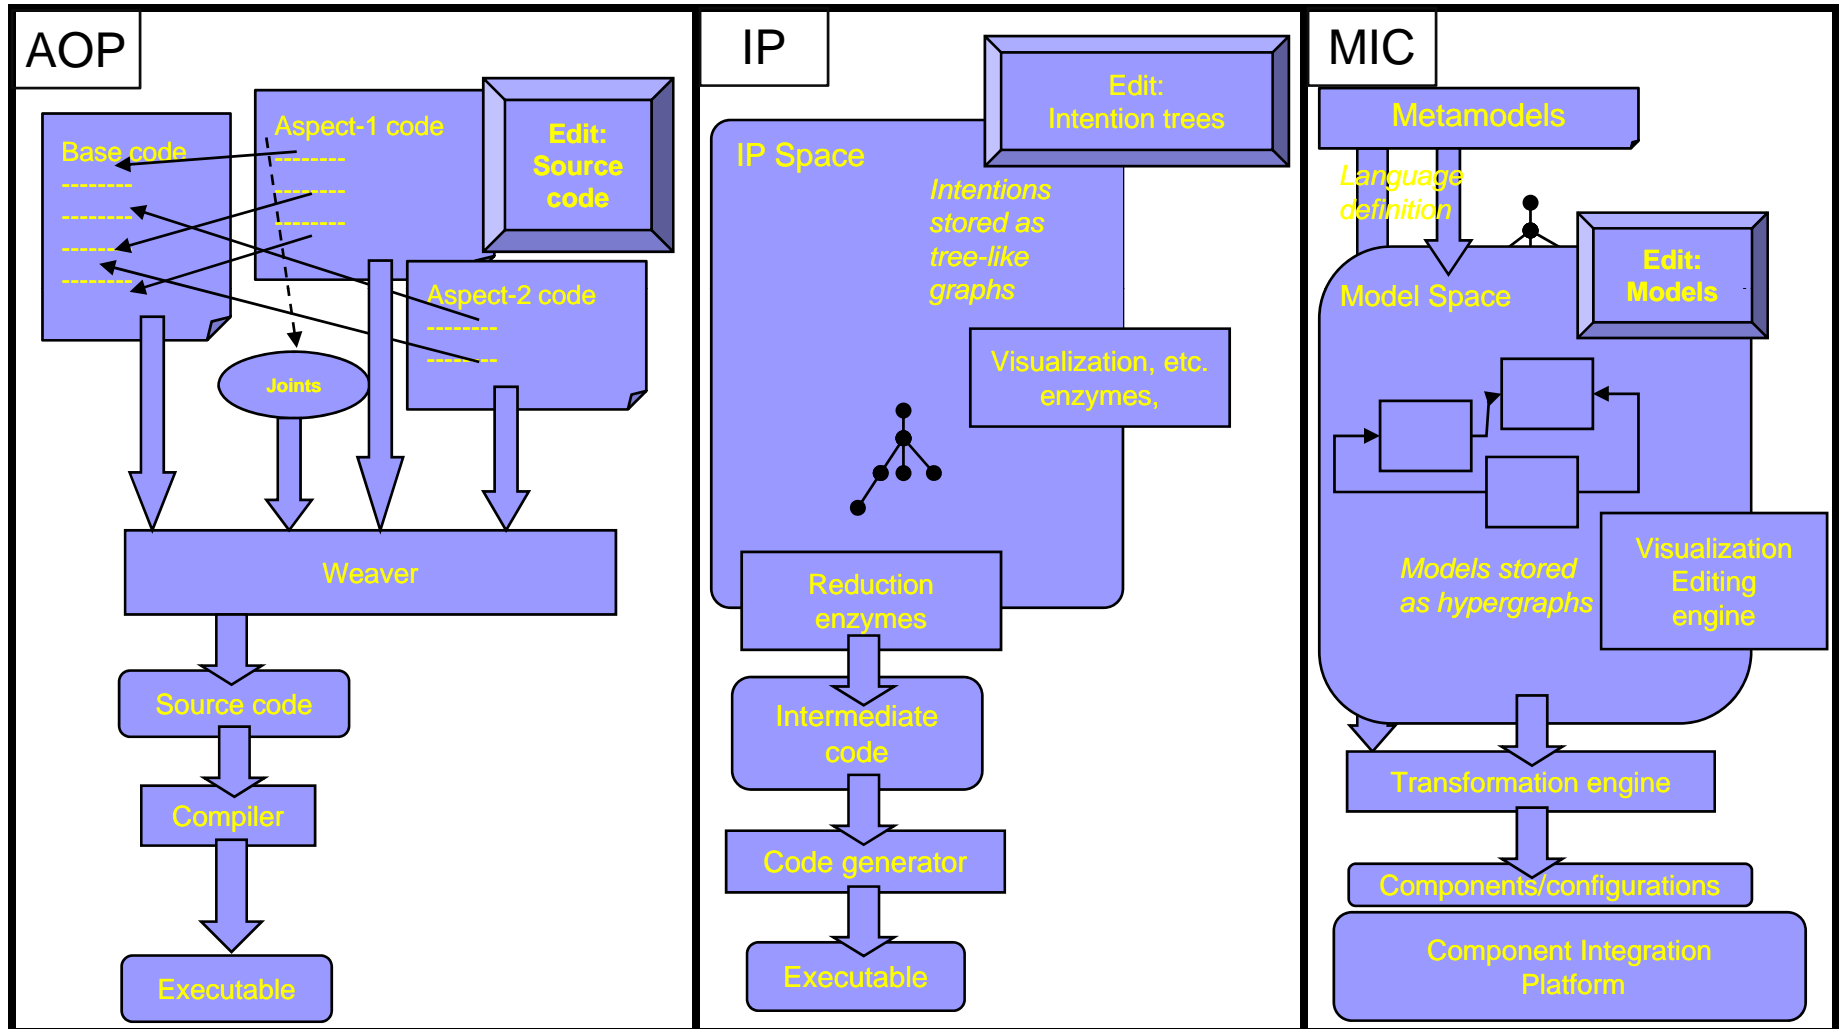 AOP
Base code
--------
--------
--------
--------
Aspect-1 code
--------
--------
--------
Edit:
Source
code
Aspect-2 code
--------
--------
Joints
Weaver
Source code
Compiler
Executable
IP
Edit:
Intention trees
IP Space
Intentions
stored as
tree-like
graphs
Visualization, etc.
enzymes,
Reduction
enzymes
Intermediate
code
Code generator
Executable
MIC
Metamodels
Language
definition
Edit:
Models
Model Space
Models stored
as hypergraphs
Visualization
Editing
engine
Transformation engine
Components/configurations
Component Integration
Platform